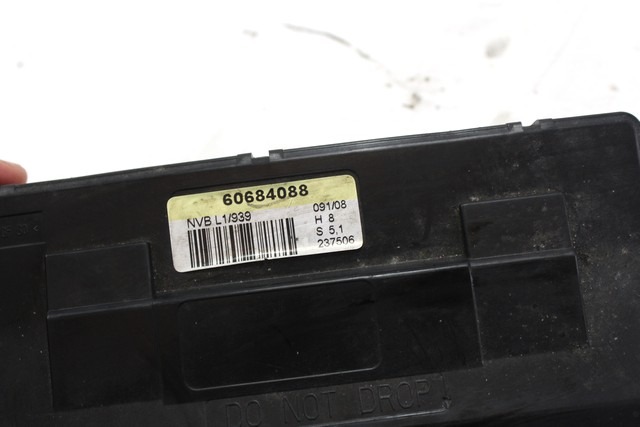 60684088
NVB L1/939
091/08
H 8
S 5,1
237506
DO NOT DROP!